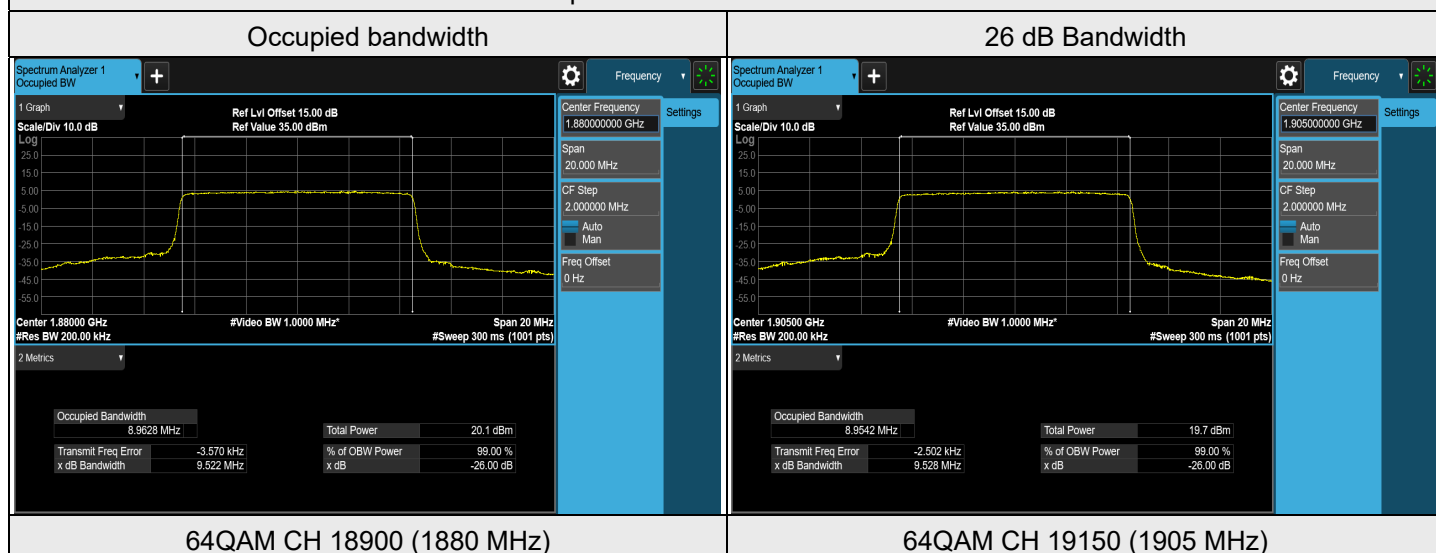 Occupied bandwidth
26 dB Bandwidth
Spectrum Analyzer 1
Occupied BW
+
Frequency
1 Graph
Scale/Div 10.0 dB
Log
Ref Lvl Offset 15.00 dB
Ref Value 35.00 dBm
25.0
15.0
5.00
-5.00
-15.0
-25.0
-35.0
-45.0
-55.0
Center 1.88000 GHz
#Video BW 1.0000 MHz*
Span 20 MHz
#Res BW 200.00 kHz
#Sweep 300 ms (1001 pts)
Center Frequency
1.880000000 GHz
Settings
Span
20.000 MHz
CF Step
2.000000 MHz
Auto
Man
Freq Offset
0 Hz
2 Metrics
Occupied Bandwidth
8.9628 MHz
Total Power 20.1 dBm
Transmit Freq Error -3.570 kHz % of OBW Power 99.00 %
x dB Bandwidth 9.522 MHz x dB -26.00 dB
Spectrum Analyzer 1
Occupied BW
+
Frequency
1 Graph
Scale/Div 10.0 dB
Log
Ref Lvl Offset 15.00 dB
Ref Value 35.00 dBm
25.0
15.0
5.00
-5.00
-15.0
-25.0
-35.0
-45.0
-55.0
Center 1.90500 GHz
#Video BW 1.0000 MHz*
Span 20 MHz
#Res BW 200.00 kHz
#Sweep 300 ms (1001 pts)
Center Frequency
1.905000000 GHz
Settings
Span
20.000 MHz
CF Step
2.000000 MHz
Auto
Man
Freq Offset
0 Hz
2 Metrics
Occupied Bandwidth
8.9542 MHz
Total Power 19.7 dBm
Transmit Freq Error -2.502 kHz % of OBW Power 99.00 %
x dB Bandwidth 9.528 MHz x dB -26.00 dB
64QAM CH 18900 (1880 MHz)
64QAM CH 19150 (1905 MHz)